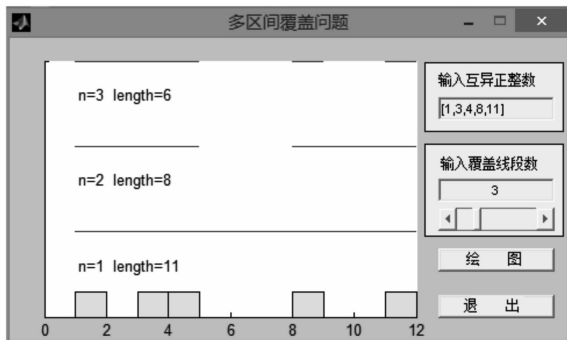 多区间覆盖问题
n=3 length=6
n=2 length=8
n=1 length=11
0 2 4 6 8 10 12
输入互异正整数
[1,3,4,8,11]
输入覆盖线段数
3
绘 图
退 出